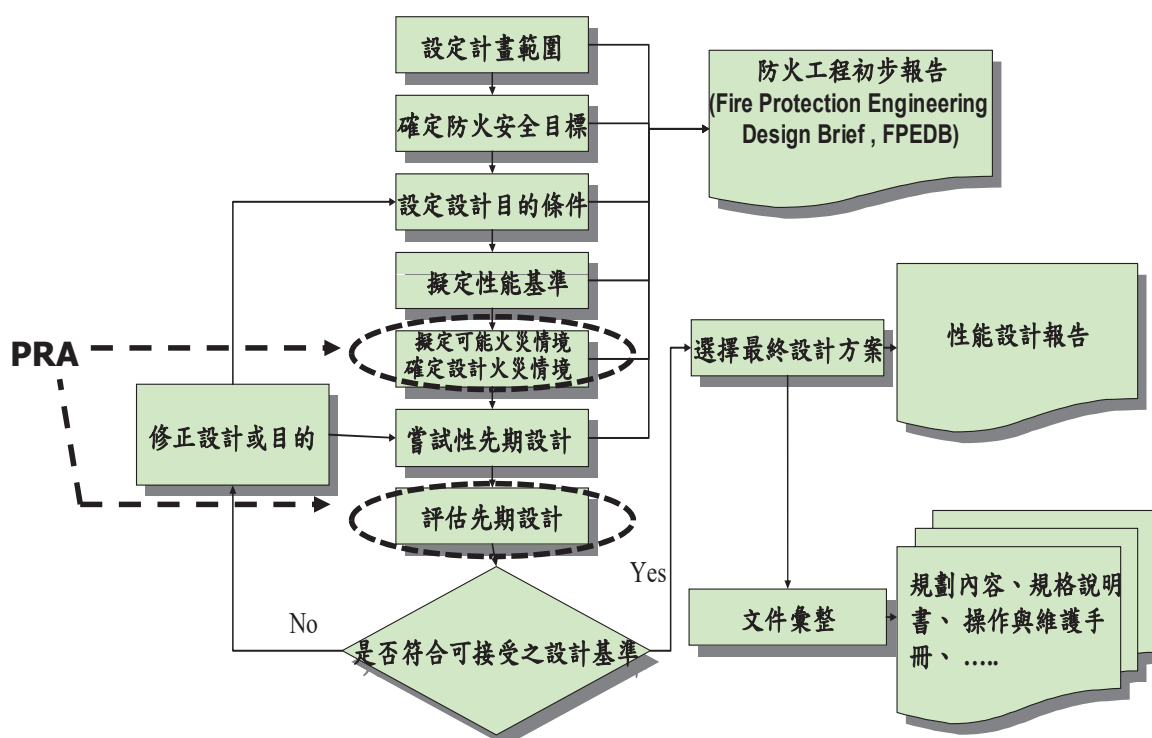 設定計畫範圍
防火工程初步報告
(Fire Protection Engineering
Design Brief , FPEDB)
確定防火安全目標
設定設計目的條件
擬定性能基準
擬定可能火災情境
確定設計火災情境
PRA
選擇最終設計方案
性能設計報告
修正設計或目的
嘗試性先期設計
評估先期設計
Yes
No
是否符合可接受之設計基準
文件彙整
規劃內容、規格說明
書、 操作與維護手
冊、 .....